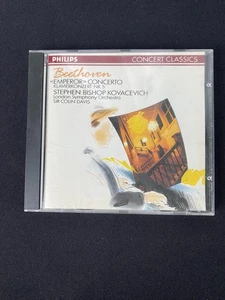 PHILIPS
CONCERT CLASSICS
Beethoven
«EMPEROR» CONCERTO
KLAVIERKONZERT NR. 5
STEPHEN BISHOP KOVACEVICH
London Symphony Orchestra
SIR COLIN DAVIS